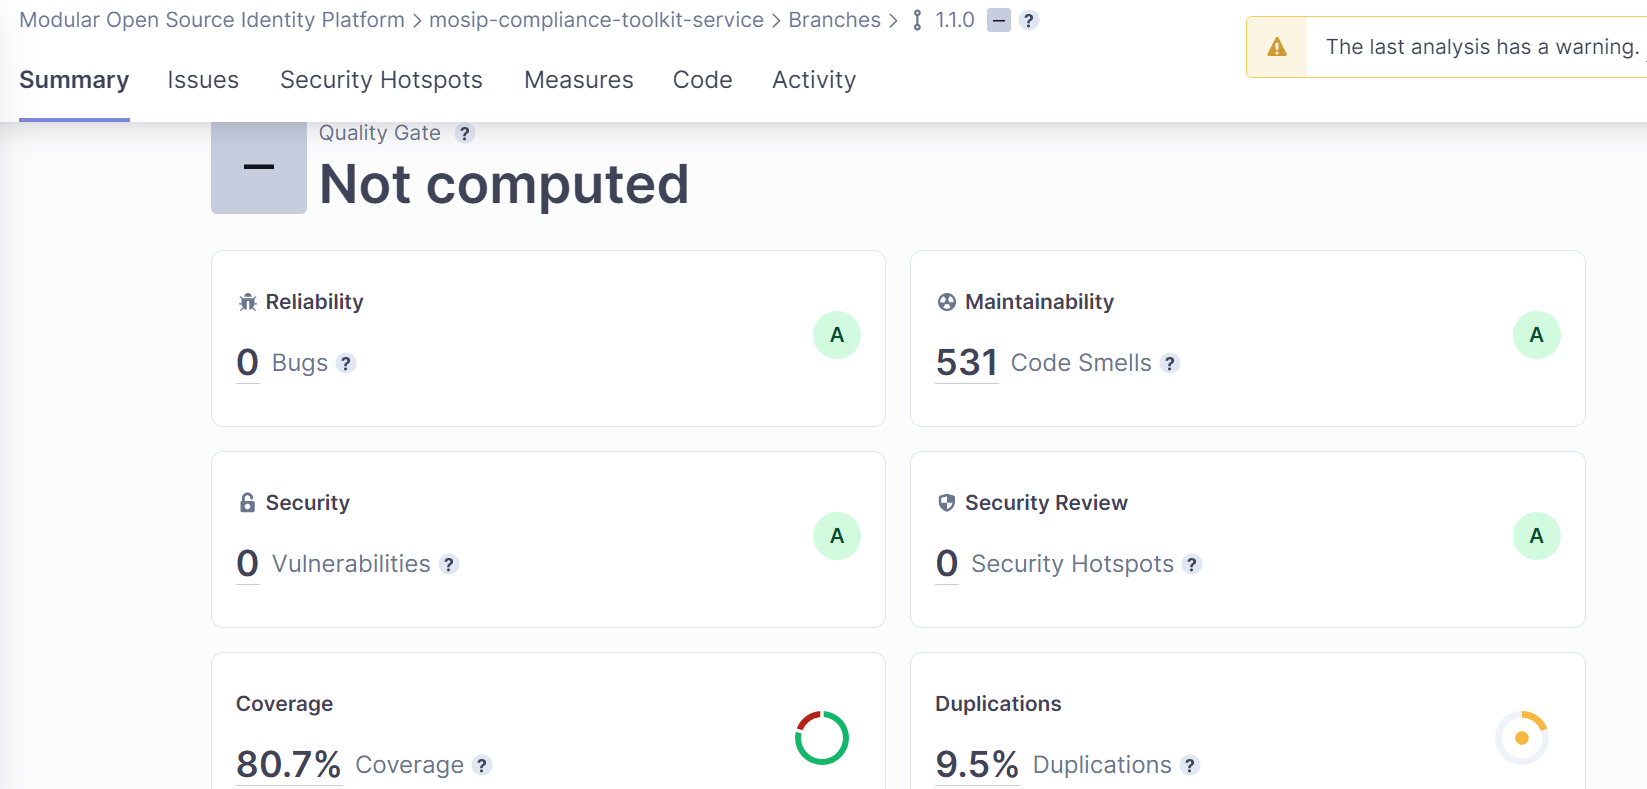 Modular Open Source Identity Platform > mosip-compliance-toolkit-service > Branches > 1.1.0 – ?
The last analysis has a warning.
Summary Issues Security Hotspots Measures Code Activity
Quality Gate ?
Not computed
Reliability
0 Bugs ?
A
Maintainability
531 Code Smells ?
A
Security
0 Vulnerabilities ?
A
Security Review
0 Security Hotspots ?
A
Coverage
80.7% Coverage ?
Duplications
9.5% Duplications ?